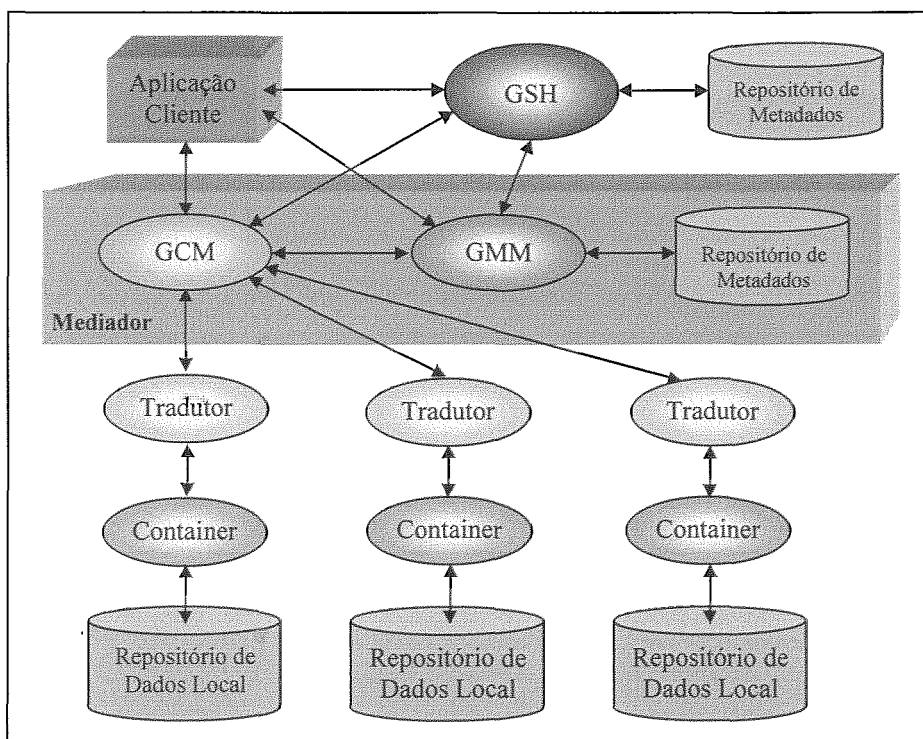 Aplicação
Cliente
GSH
Repositório de
Metadados
GCM
GMM
Repositório de
Metadados
Mediador
Tradutor
Tradutor
Tradutor
Container
Container
Container
Repositório de
Dados Local
Repositório de
Dados Local
Repositório de
Dados Local